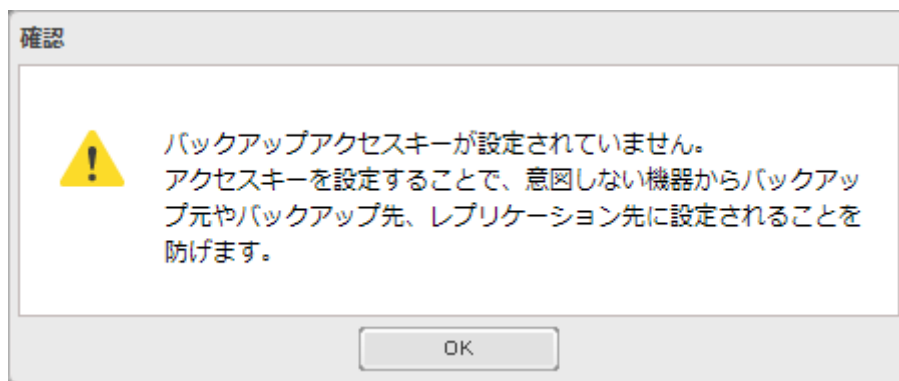 確認
バックアップアクセスキーが設定されていません。
アクセスキーを設定することで、意図しない機器からバックアッ
プ元やバックアップ先、レプリケーション先に設定されることを
防げます。
OK